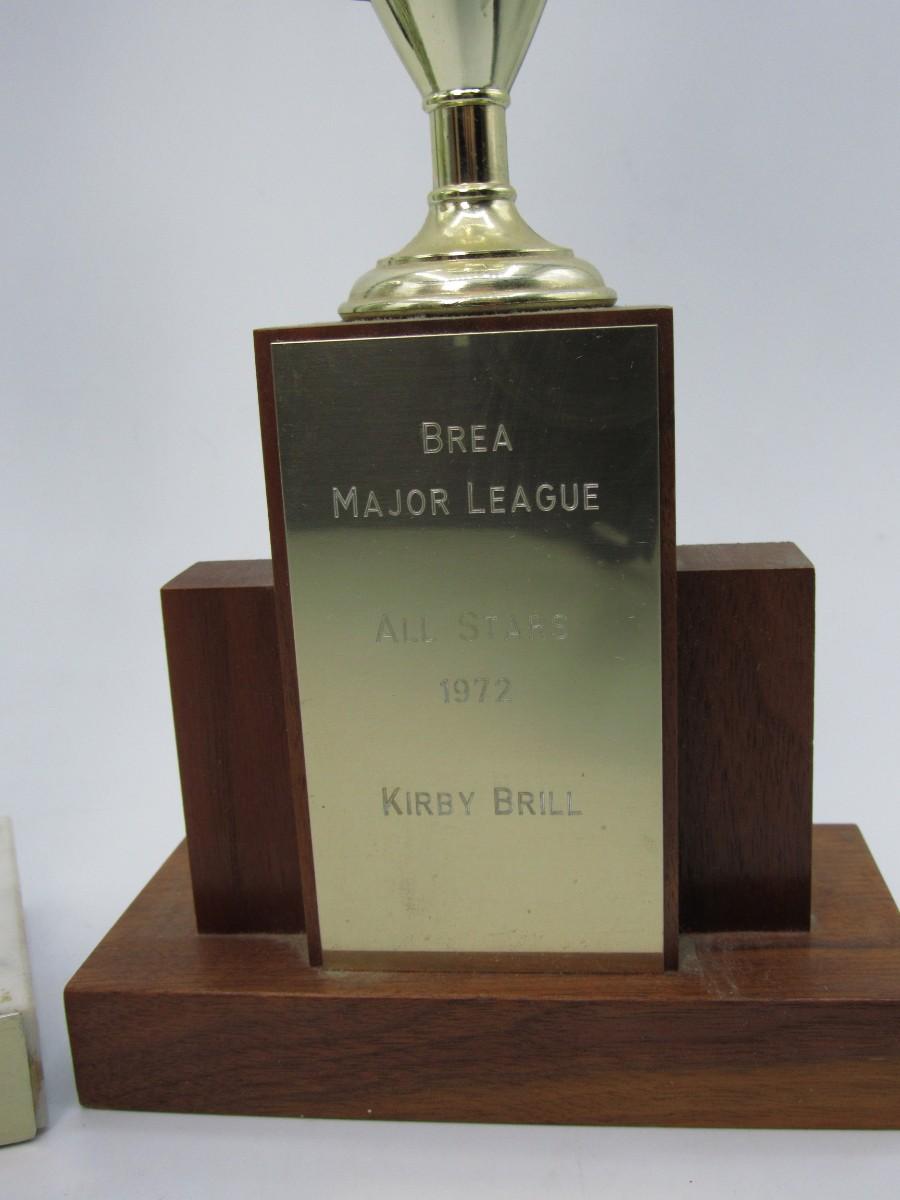 BREA
MAJOR LEAGUE
ALL STARS
1972
KIRBY BRILL